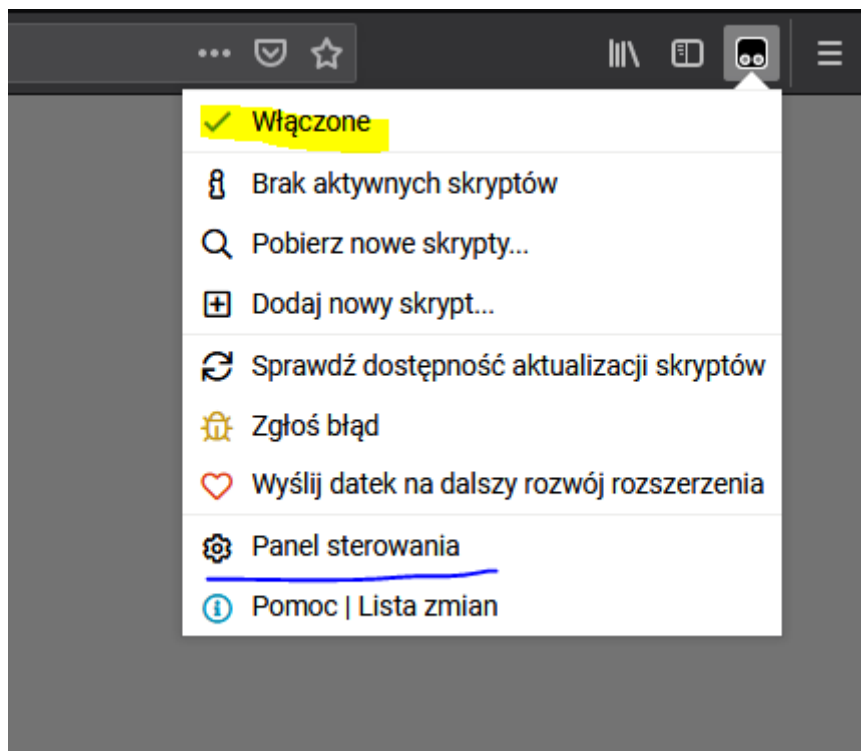 Włączone
Brak aktywnych skryptów
Pobierz nowe skrypty...
Dodaj nowy skrypt...
Sprawdź dostępność aktualizacji skryptów
Zgłoś błąd
Wyślij datek na dalszy rozwój rozszerzenia
Panel sterowania
Pomoc | Lista zmian